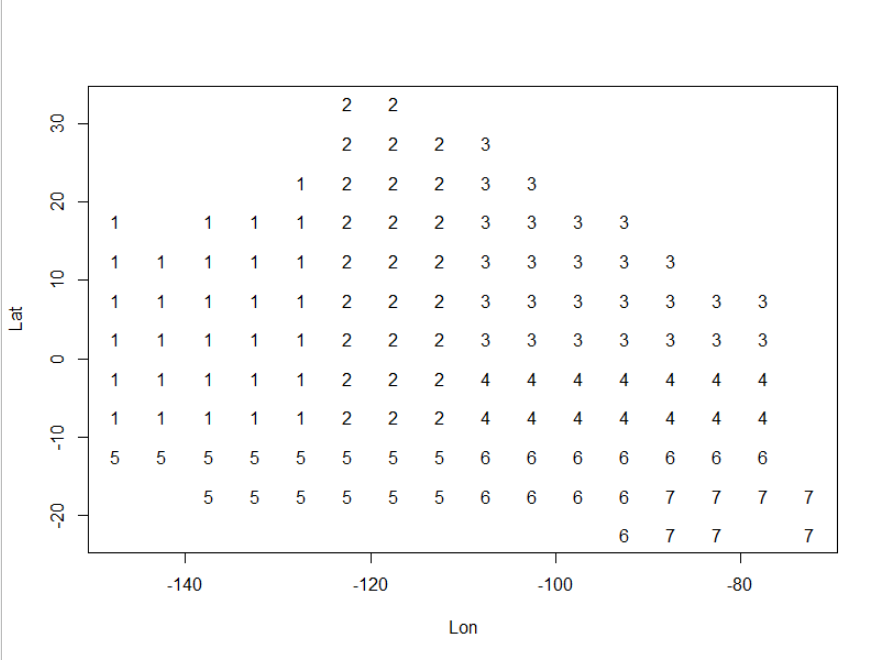 2 2
30
2 2 2 3
1 2 2 2 3 3
20
1 1 1 1 2 2 2 3 3 3 3
1 1 1 1 1 2 2 2 3 3 3 3 3
10
1 1 1 1 1 2 2 2 3 3 3 3 3 3 3
Lat
1 1 1 1 1 2 2 2 3 3 3 3 3 3 3
0
1 1 1 1 1 2 2 2 4 4 4 4 4 4 4
1 1 1 1 1 2 2 2 4 4 4 4 4 4 4
-10
5 5 5 5 5 5 5 5 6 6 6 6 6 6 6
5 5 5 5 5 5 6 6 6 6 7 7 7 7
-20
6 7 7 7
-140 -120 -100 -80
Lon